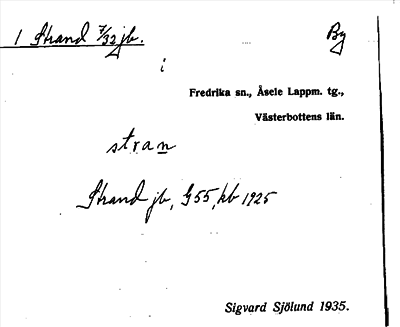 1 Strand 7/32 jb.
By
i
Fredrika sn., Åsele Lappm. tg.,
Västerbottens län.
stran
Strand jb, G55, kb 1925
Sigvard Sjölund 1935.